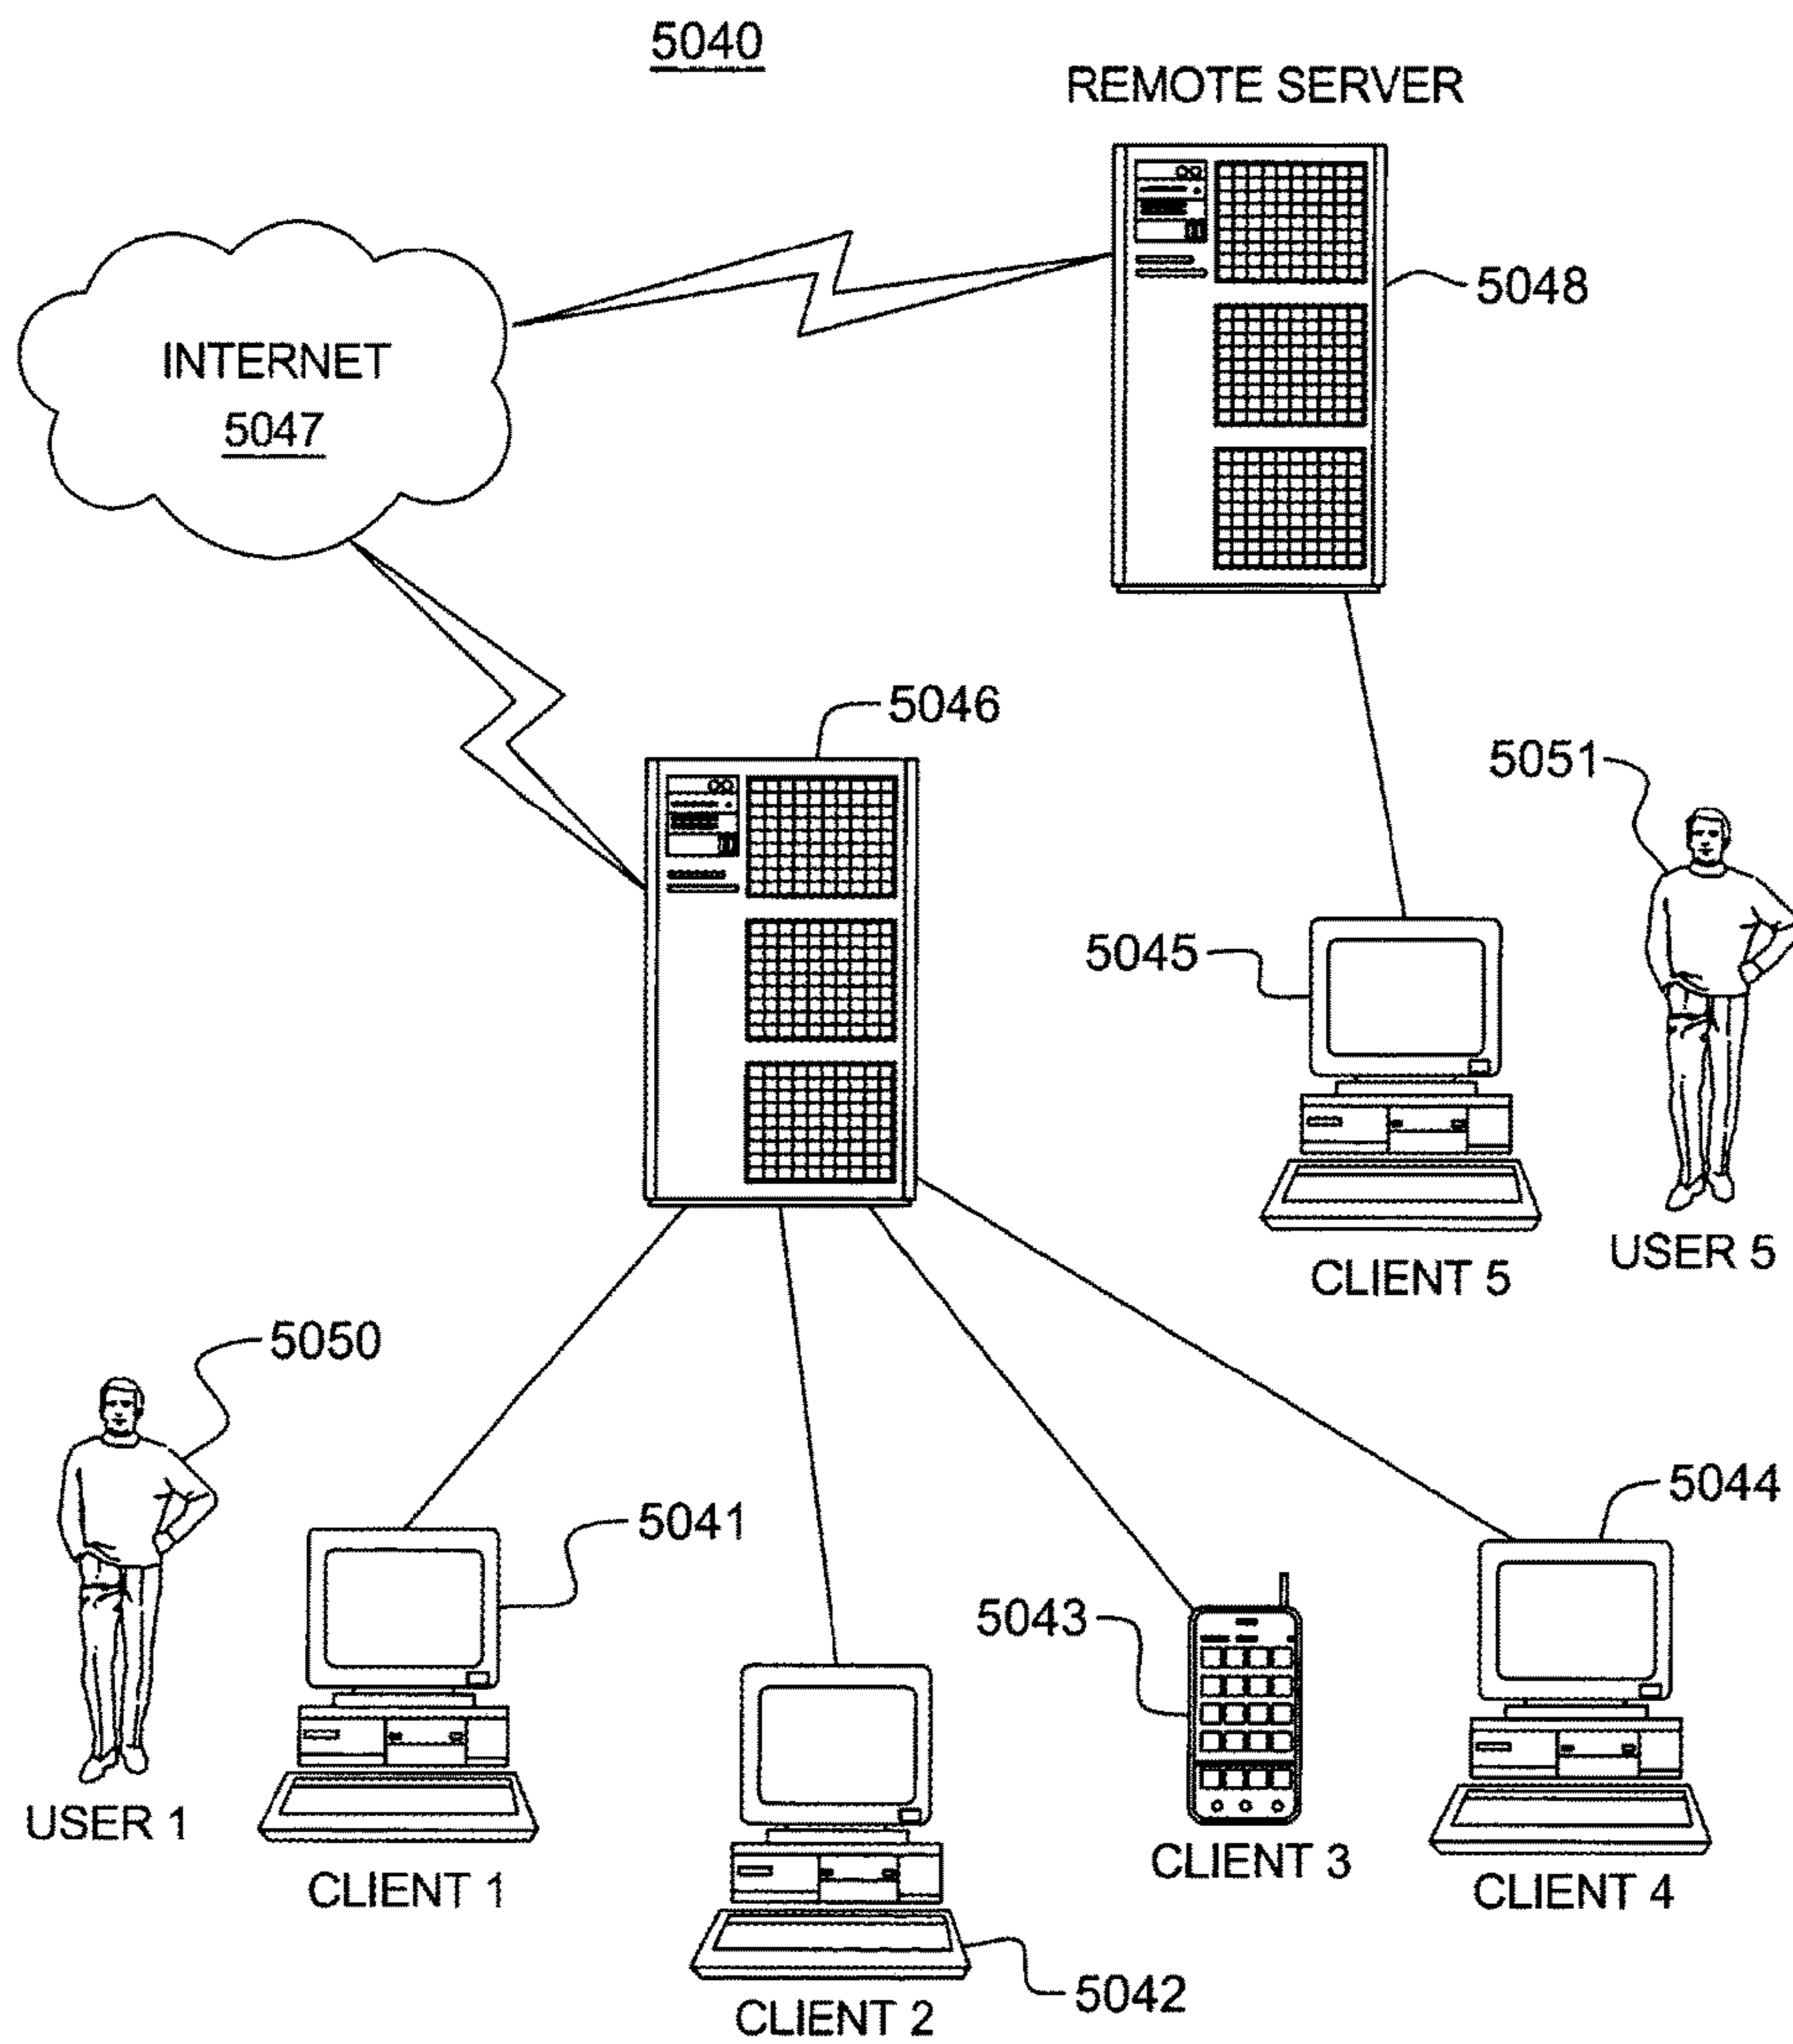 5040
REMOTE SERVER
5048
INTERNET
5047
5046
5051
5045
USER 5
CLIENT 5
5050
5041
5044
5043
USER 1
CLIENT 1
CLIENT 3
CLIENT 4
5042
CLIENT 2